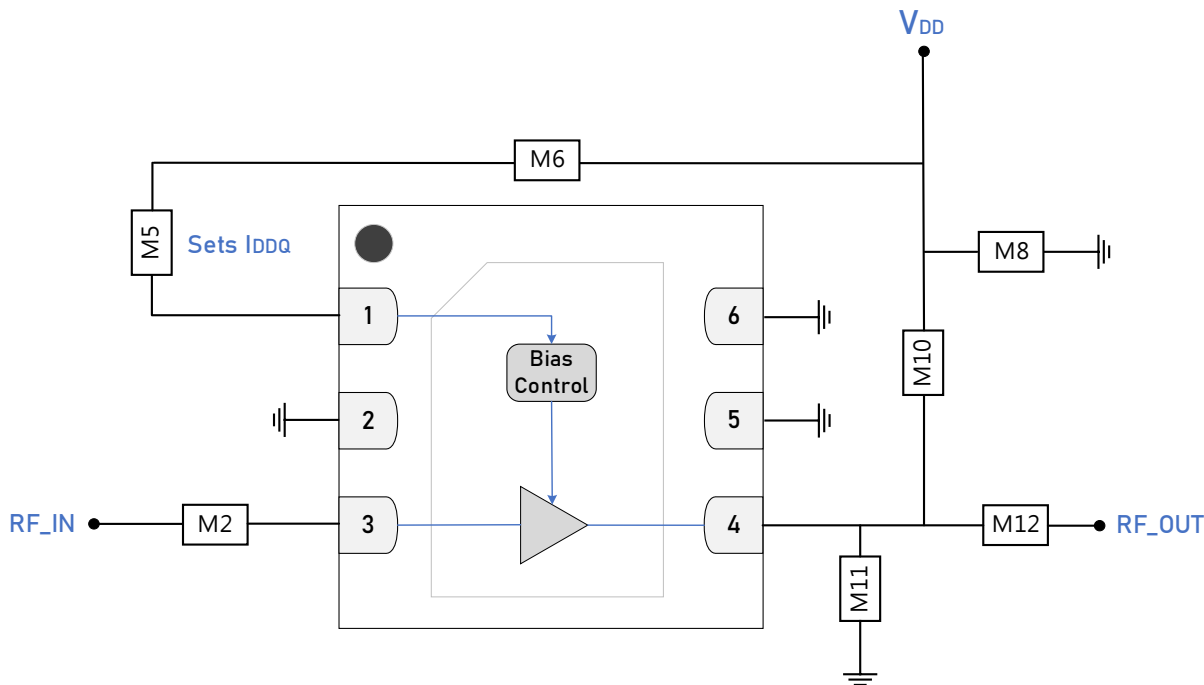 VDD
M6
M5
Sets IDDQ
M8
1
6
Bias
Control
M10
2
5
RF_IN
M2
3
4
M12
RF_OUT
M11